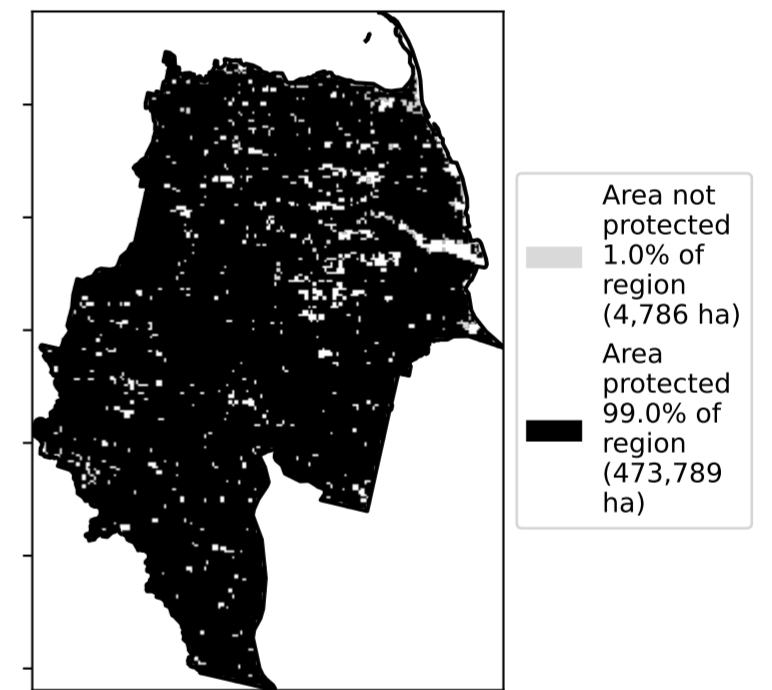 Area not
protected
1.0% of
region
(4,786 ha)
Area
protected
99.0% of
region
(473,789
ha)